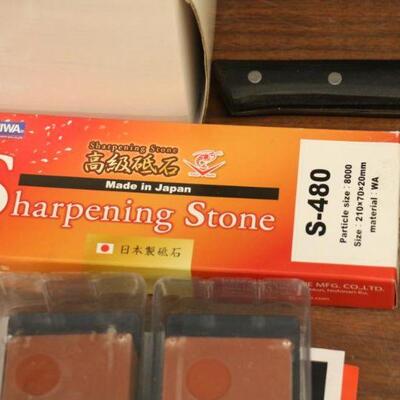 IWA
Sharpening Stone
高級砥石
Made in Japan
Sharpening Stone
日本製砥石
S-480
Particle size：8000
Size：210×70×20mm
material：WA
E MFG. CO.,LTD.